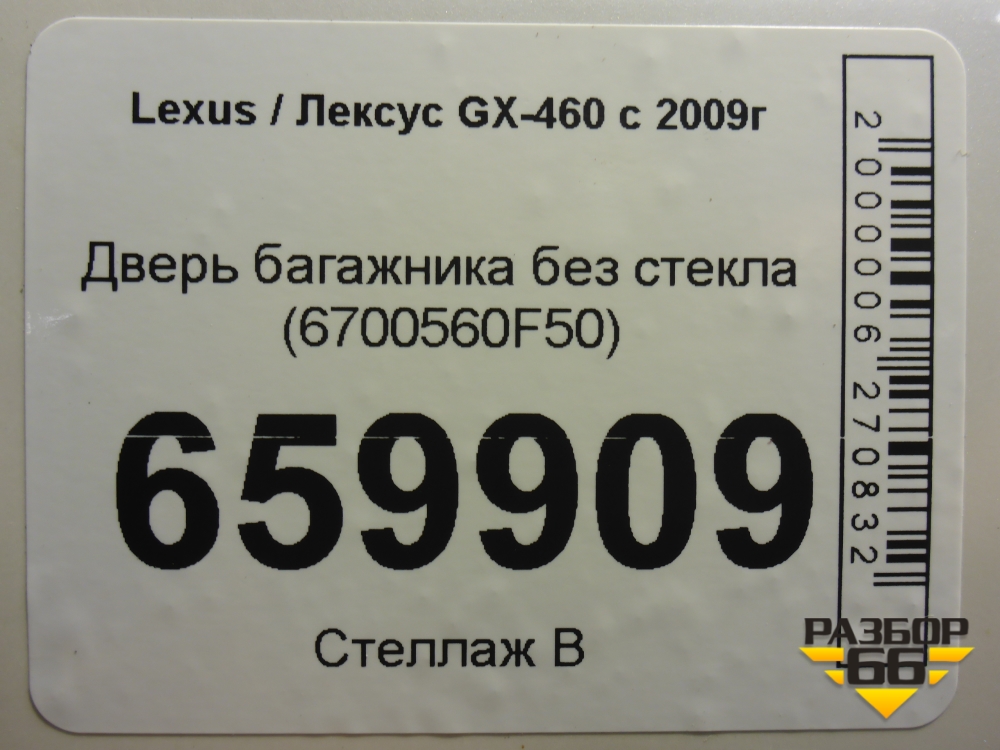 Lexus / Лексус GX-460 с 2009г
Дверь багажника без стекла
(6700560F50)
659909
Стеллаж В
2000006270832
РАЗБОР
66